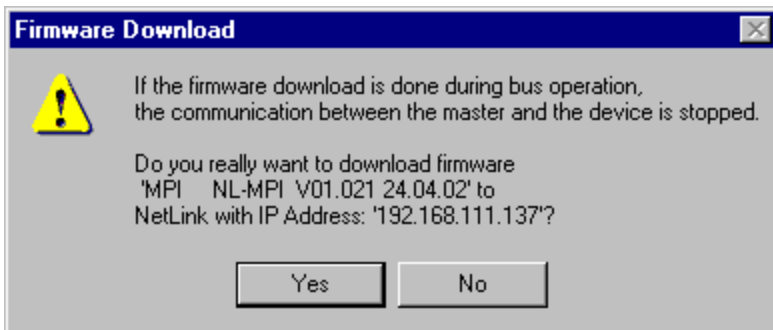 Firmware Download
If the firmware download is done during bus operation,
the communication between the master and the device is stopped.
Do you really want to download firmware
'MPI     NL-MPI  V01.021 24.04.02' to
NetLink with IP Address: '192.168.111.137'?
Yes
No